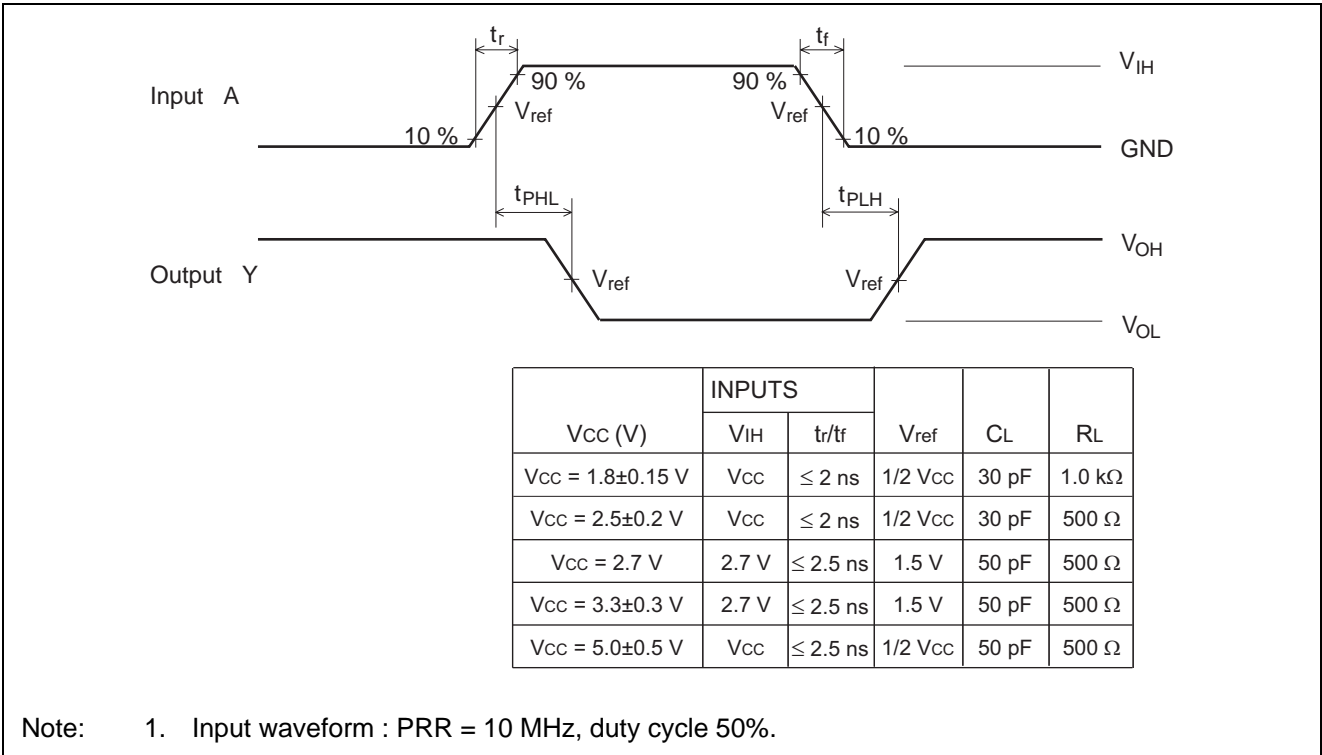 tr tf
VIH
90 % 90 %
Input A
Vref Vref
10 % 10 %
GND
tPHL tPLH
VOH
Output Y
Vref Vref
VOL
INPUTS
VCC (V) VIH tr/tf Vref CL RL
VCC = 1.8±0.15 V VCC ≤ 2 ns 1/2 VCC 30 pF 1.0 kΩ
VCC = 2.5±0.2 V VCC ≤ 2 ns 1/2 VCC 30 pF 500 Ω
VCC = 2.7 V 2.7 V ≤ 2.5 ns 1.5 V 50 pF 500 Ω
VCC = 3.3±0.3 V 2.7 V ≤ 2.5 ns 1.5 V 50 pF 500 Ω
VCC = 5.0±0.5 V VCC ≤ 2.5 ns 1/2 VCC 50 pF 500 Ω
Note: 1. Input waveform : PRR = 10 MHz, duty cycle 50%.